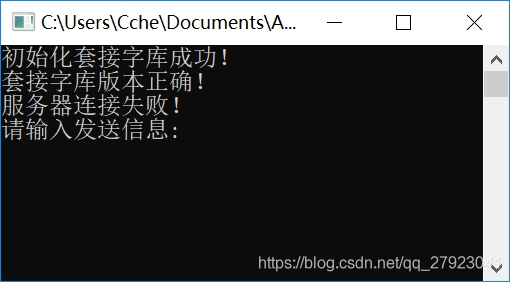 C:\Users\Cche\Documents\A...
初始化套接字库成功!
套接字库版本正确!
服务器连接失败!
请输入发送信息:
https://blog.csdn.net/qq_27923041